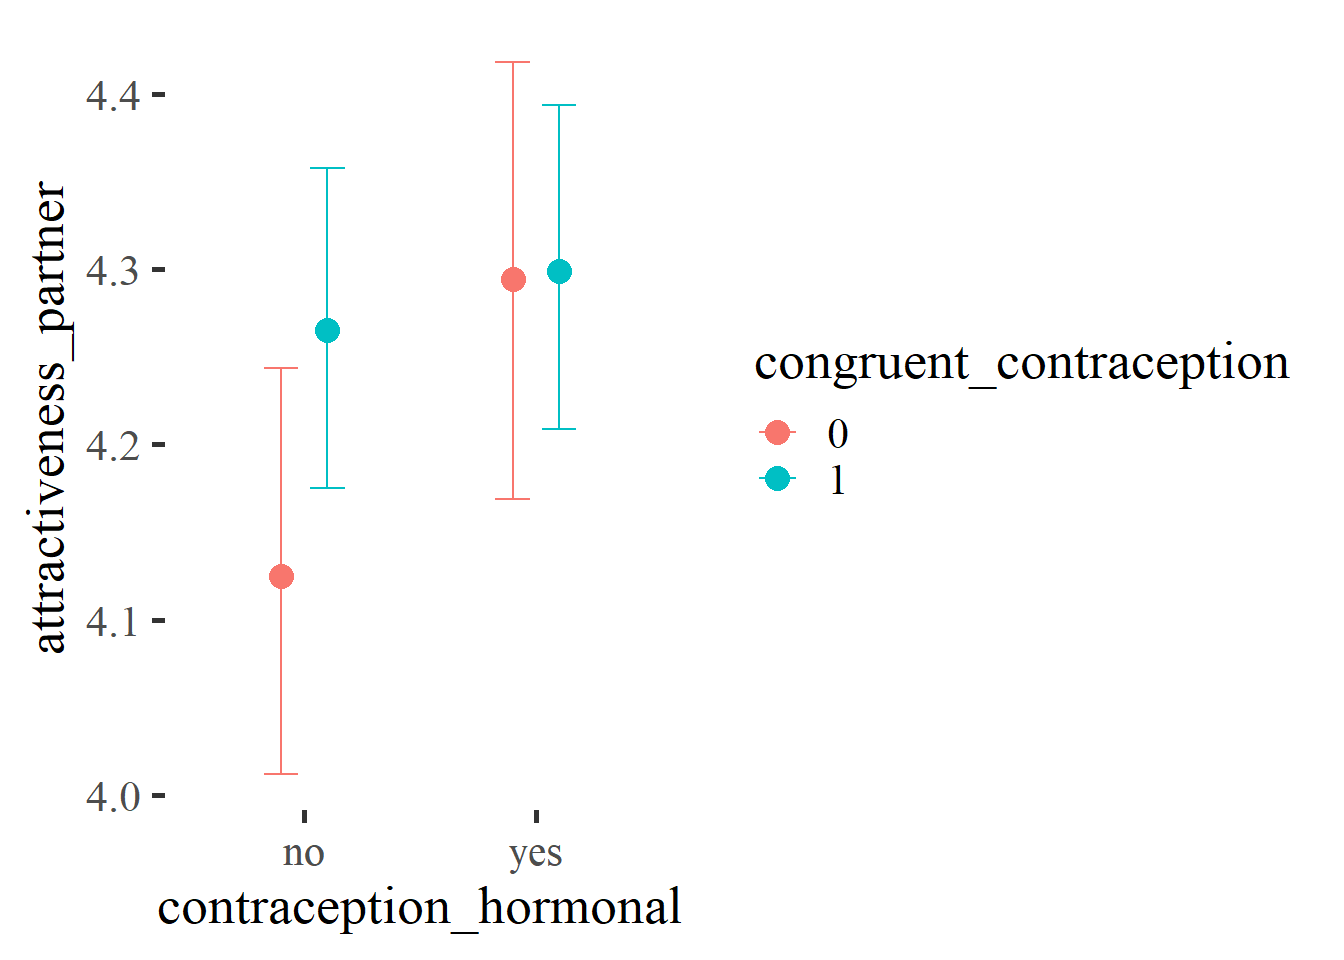 attractiveness_partner
4.4
4.3
4.2
4.1
4.0
no yes
contraception_hormonal
congruent_contraception
0
1